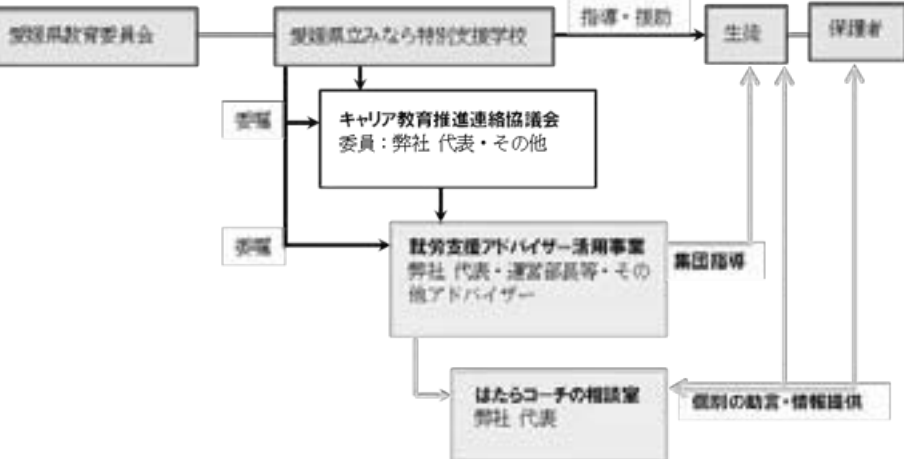 愛媛県教育委員会
愛媛県立みなら特別支援学校
指導・援助
生徒
保護者
委嘱
キャリア教育推進連絡協議会
委員：弊社 代表・その他
委嘱
就労支援アドバイザー活用事業
弊社 代表・運営部長等・その
他アドバイザー
集団指導
はたらコーチの相談室
弊社 代表
個別の助言・情報提供